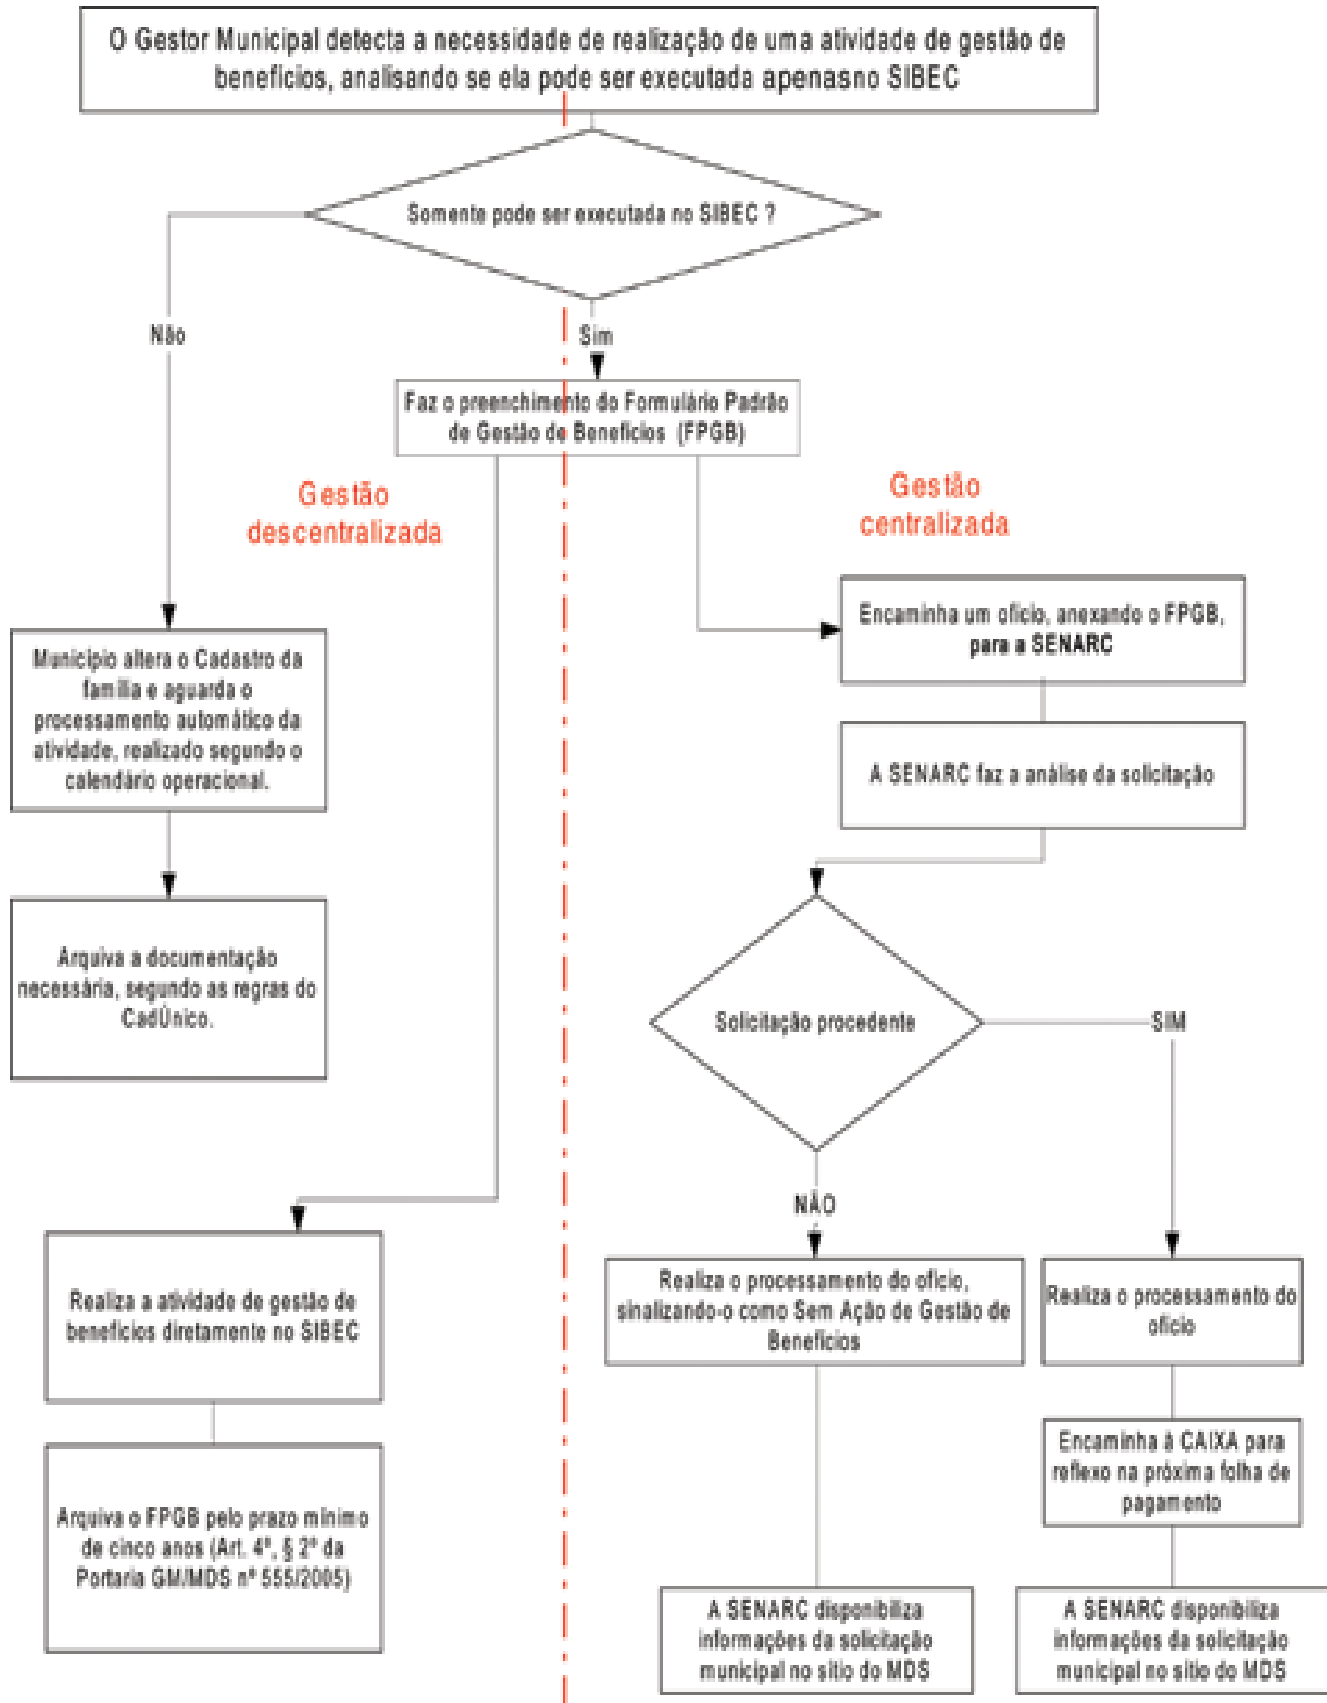 O Gestor Municipal detecta a necessidade de realização de uma atividade de gestão de
benefícios, analisando se ela pode ser executada apenasno SIBEC
Somente pode ser executada no SIBEC ?
Não
Sim
Faz o preenchimento do Formulário Padrão
de Gestão de Benefícios (FPGB)
Gestão
descentralizada
Gestão
centralizada
Município altera o Cadastro da
família e aguarda o
processamento automático da
atividade, realizado segundo o
calendário operacional.
Arquiva a documentação
necessária, segundo as regras do
CadÚnico.
Realiza a atividade de gestão de
benefícios diretamente no SIBEC
Arquiva o FPGB pelo prazo mínimo
de cinco anos (Art. 4º, § 2º da
Portaria GM/MDS nº 555/2005)
Encaminha um ofício, anexando o FPGB,
para a SENARC
A SENARC faz a análise da solicitação
Solicitação procedente
SIM
NÃO
Realiza o processamento do ofício,
sinalizando-o como Sem Ação de Gestão de
Benefícios
A SENARC disponibiliza
informações da solicitação
municipal no sítio do MDS
Realiza o processamento do
ofício
Encaminha à CAIXA para
reflexo na próxima folha de
pagamento
A SENARC disponibiliza
informações da solicitação
municipal no sítio do MDS